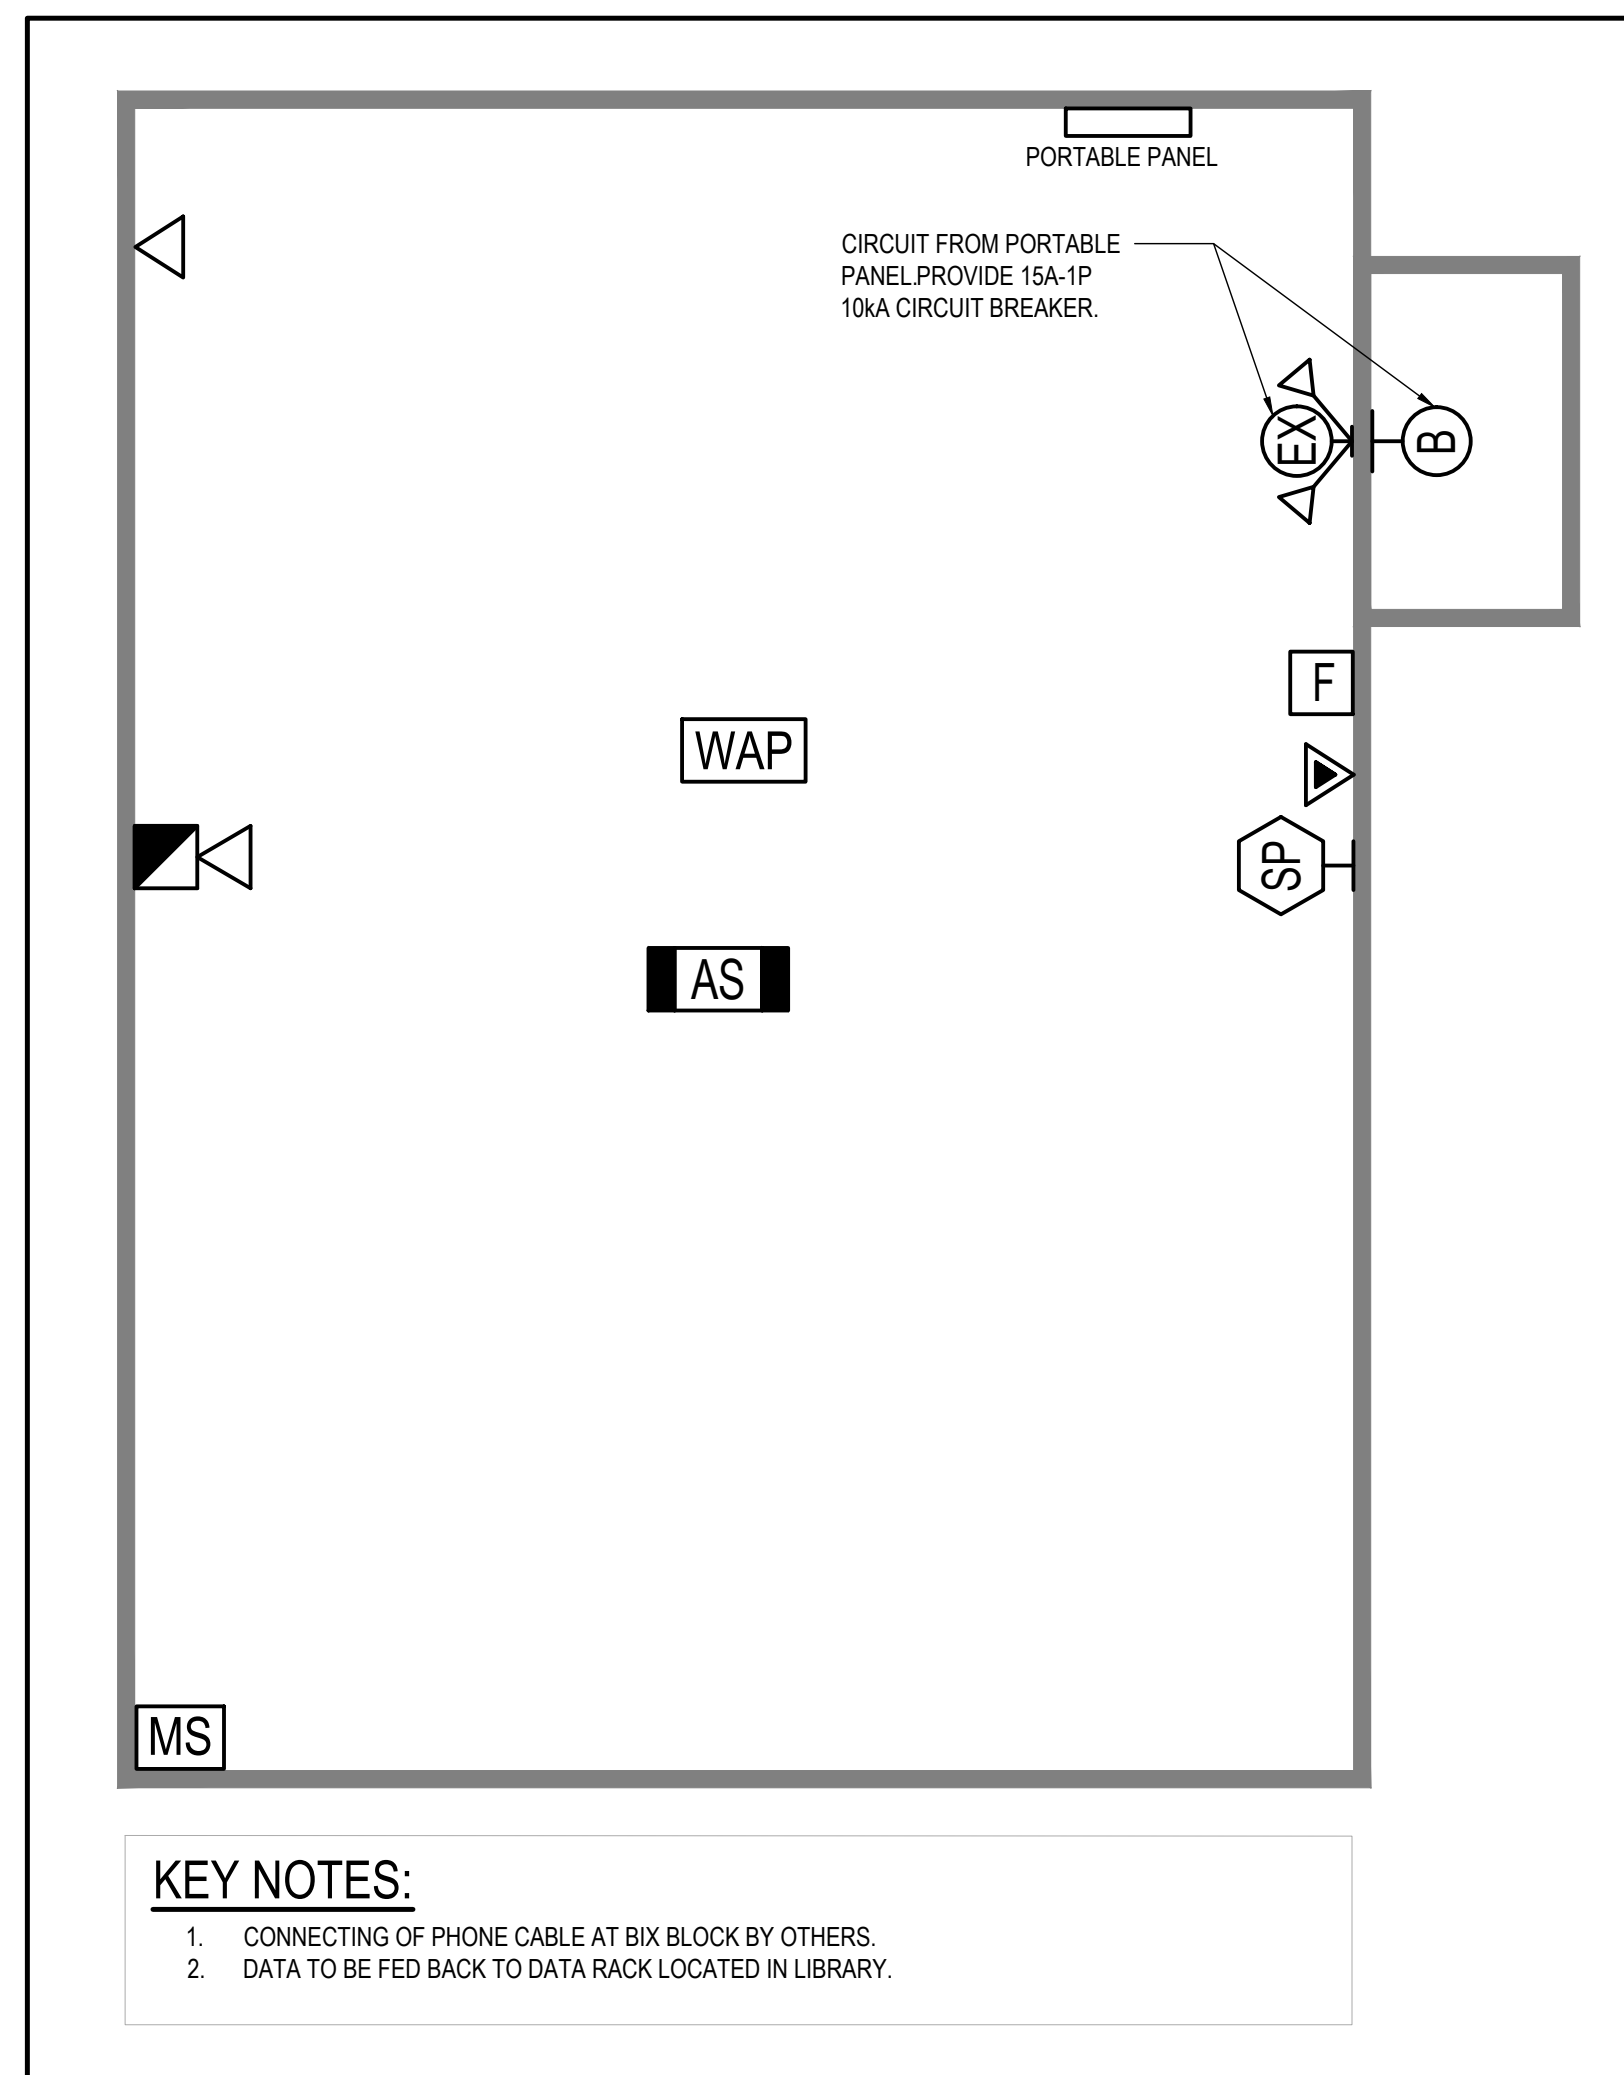 PORTABLE PANEL
CIRCUIT FROM PORTABLE
PANEL.PROVIDE 15A-1P
10kA CIRCUIT BREAKER.
EX
B
F
WAP
SP
AS
MS
KEY NOTES:
1. CONNECTING OF PHONE CABLE AT BIX BLOCK BY OTHERS.
2. DATA TO BE FED BACK TO DATA RACK LOCATED IN LIBRARY.